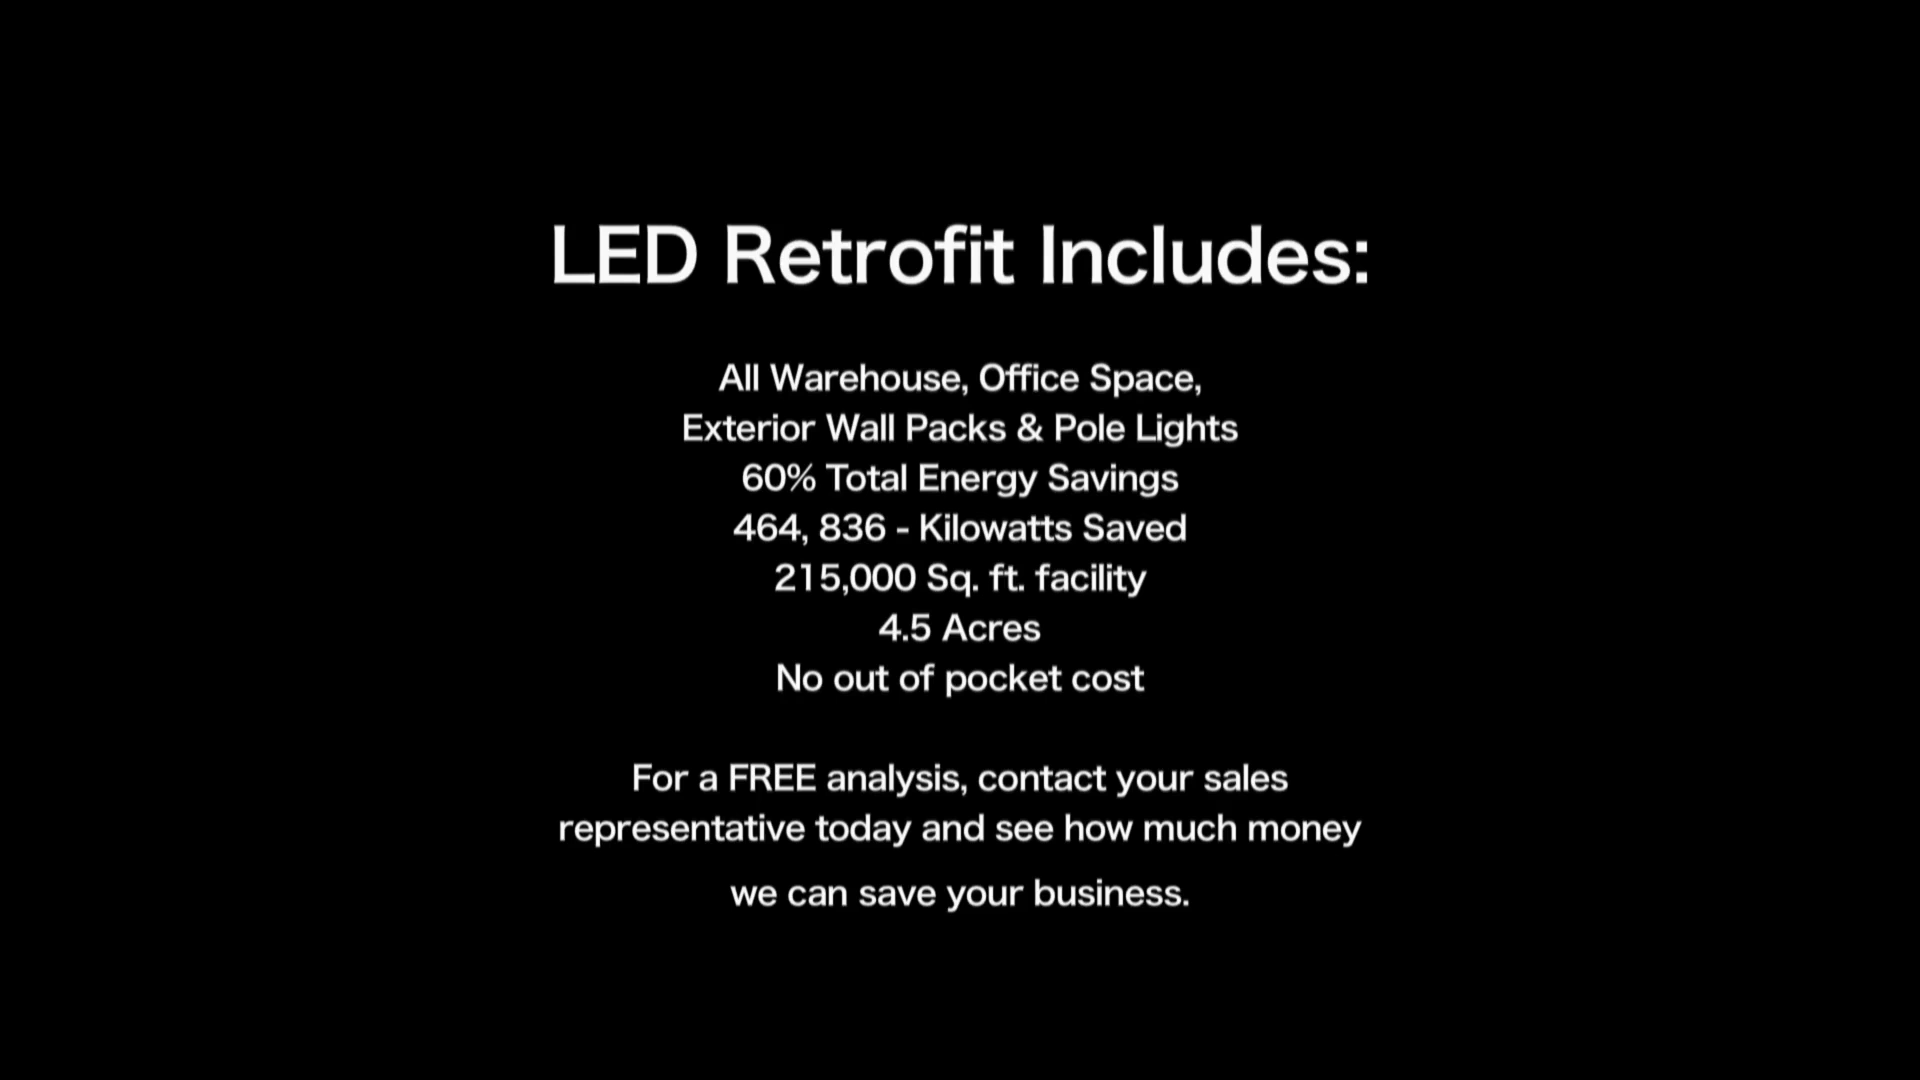 LED Retrofit Includes:
All Warehouse, Office Space,
Exterior Wall Packs & Pole Lights
60% Total Energy Savings
464, 836 - Kilowatts Saved
215,000 Sq. ft. facility
4.5 Acres
No out of pocket cost
For a FREE analysis, contact your sales
representative today and see how much money
we can save your business.